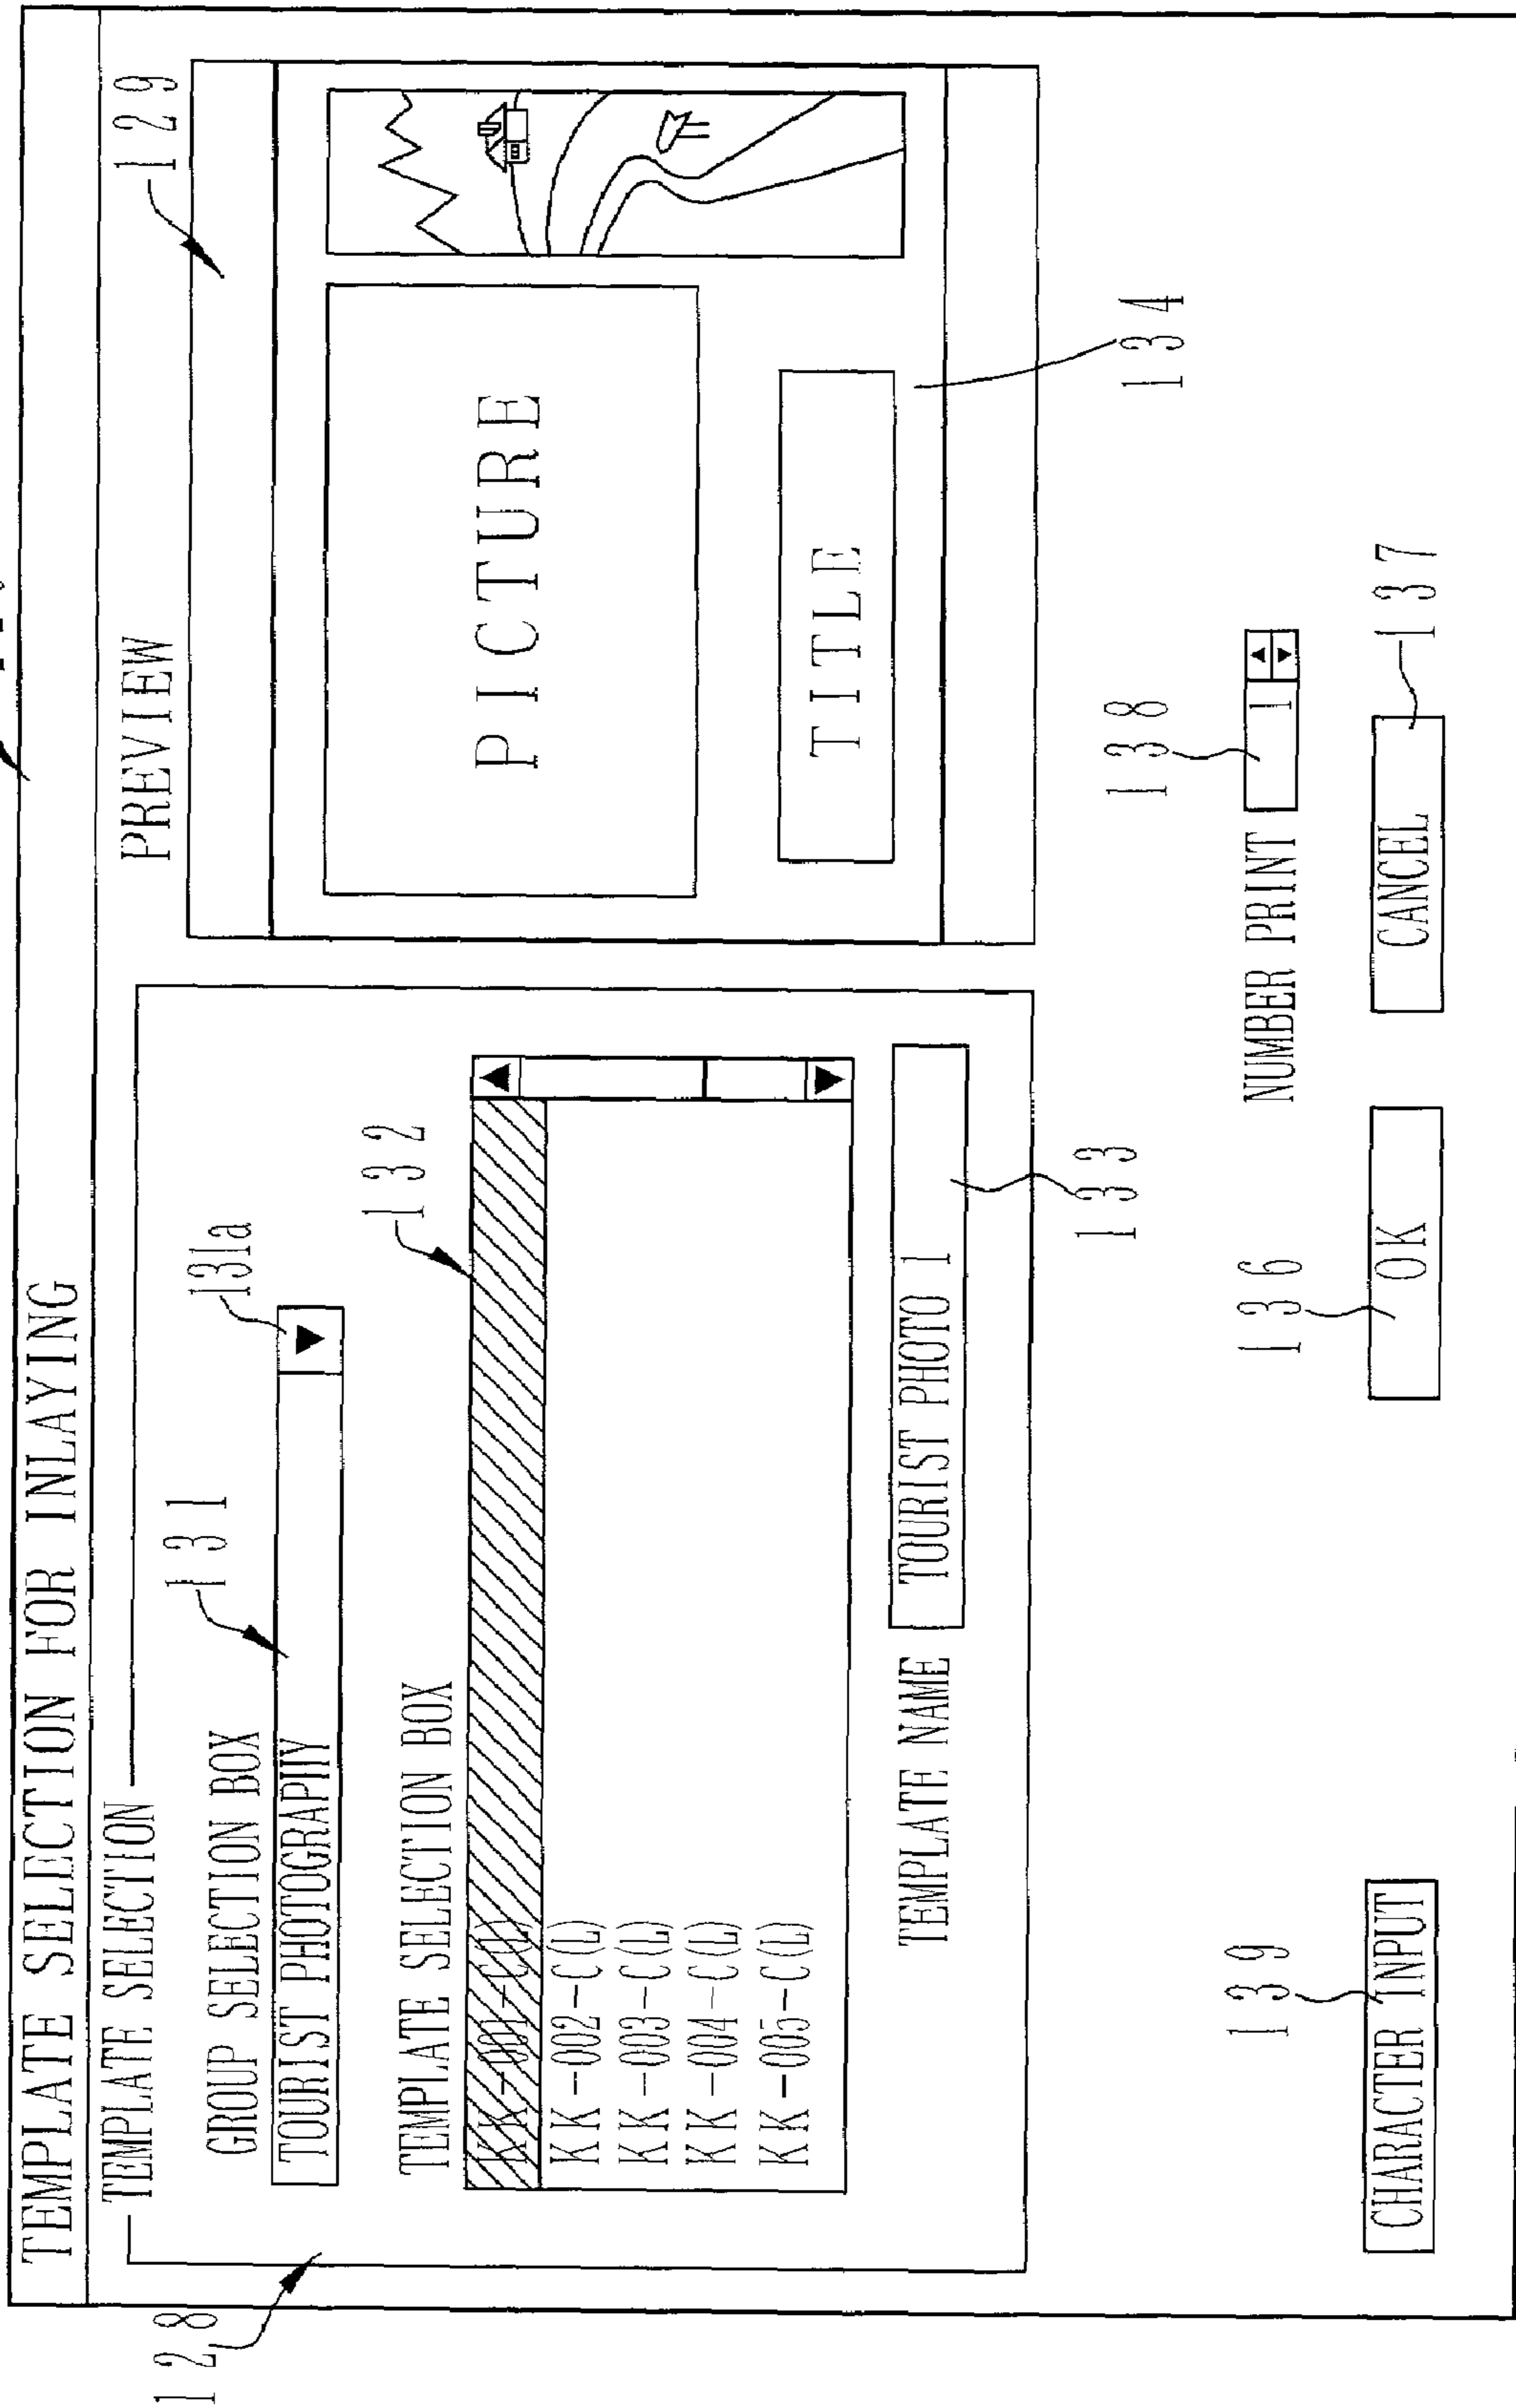 TEMPLATE SELECTION FOR INLAYING
128
TEMPLATE SELECTION
GROUP SELECTION BOX
131
131a
TOURIST PHOTOGRAPHY
TEMPLATE SELECTION BOX
132
KK-001-C(L)
KK-002-C(L)
KK-003-C(L)
KK-004-C(L)
KK-005-C(L)
TEMPLATE NAME
TOURIST PHOTO 1
133
PREVIEW
129
PICTURE
TITLE
134
138
NUMBER PRINT
1
139
CHARACTER INPUT
136
OK
CANCEL
137